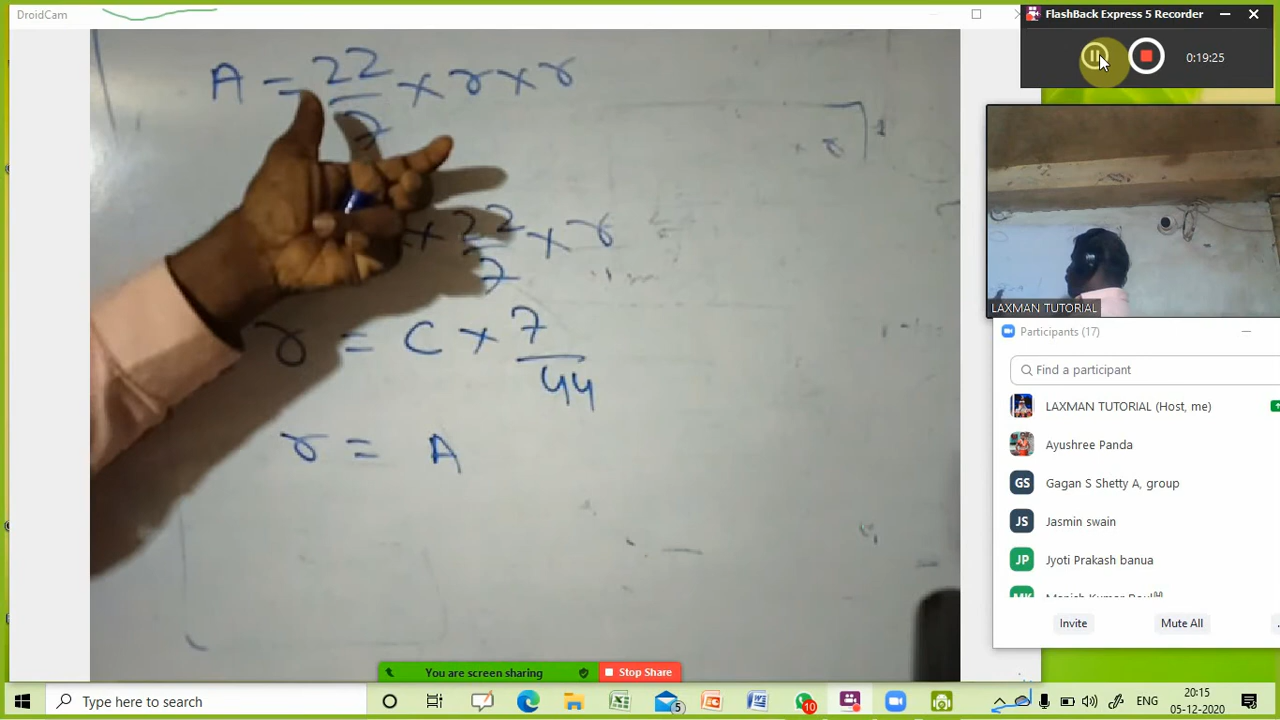 DroidCam
FlashBack Express 5 Recorder
0:19:25
A = 22/7 × r × r
× 22/7 × r
r = C × 7/44
r = A
LAXMAN TUTORIAL
Participants (17)
Find a participant
LAXMAN TUTORIAL (Host, me)
Ayushree Panda
GS Gagan S Shetty A, group
JS Jasmin swain
JP Jyoti Prakash banua
Invite Mute All
You are screen sharing Stop Share
Type here to search
5
10
ENG
20:15
05-12-2020